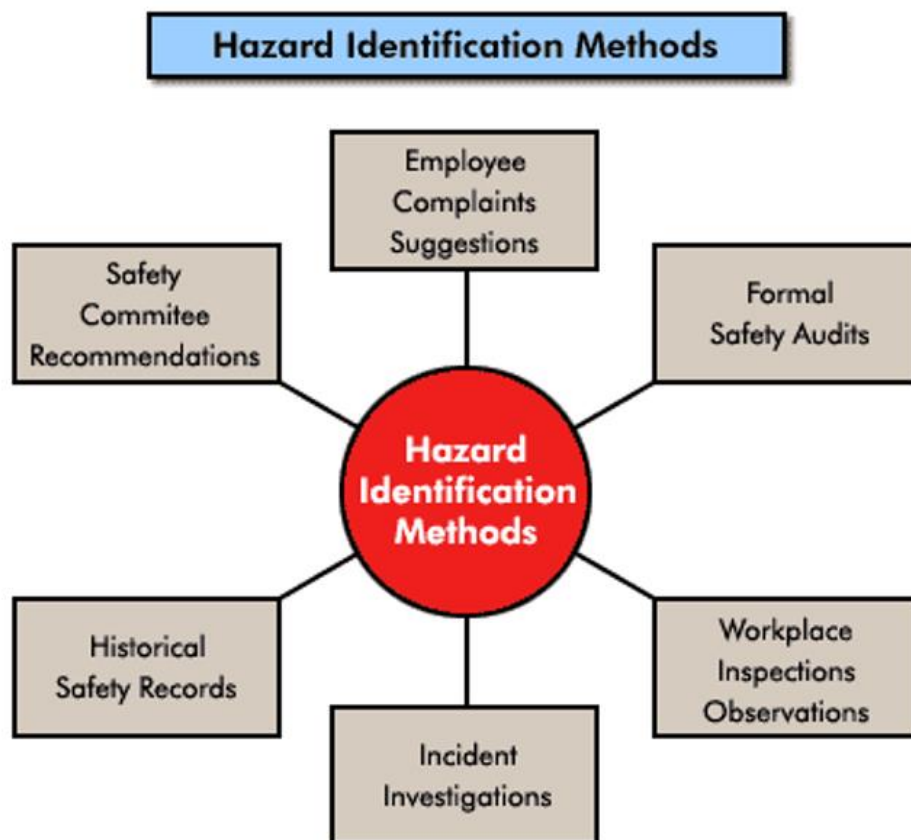 Hazard Identification Methods
Employee
Complaints
Suggestions
Safety
Commitee
Recommendations
Formal
Safety Audits
Hazard
Identification
Methods
Historical
Safety Records
Workplace
Inspections
Observations
Incident
Investigations